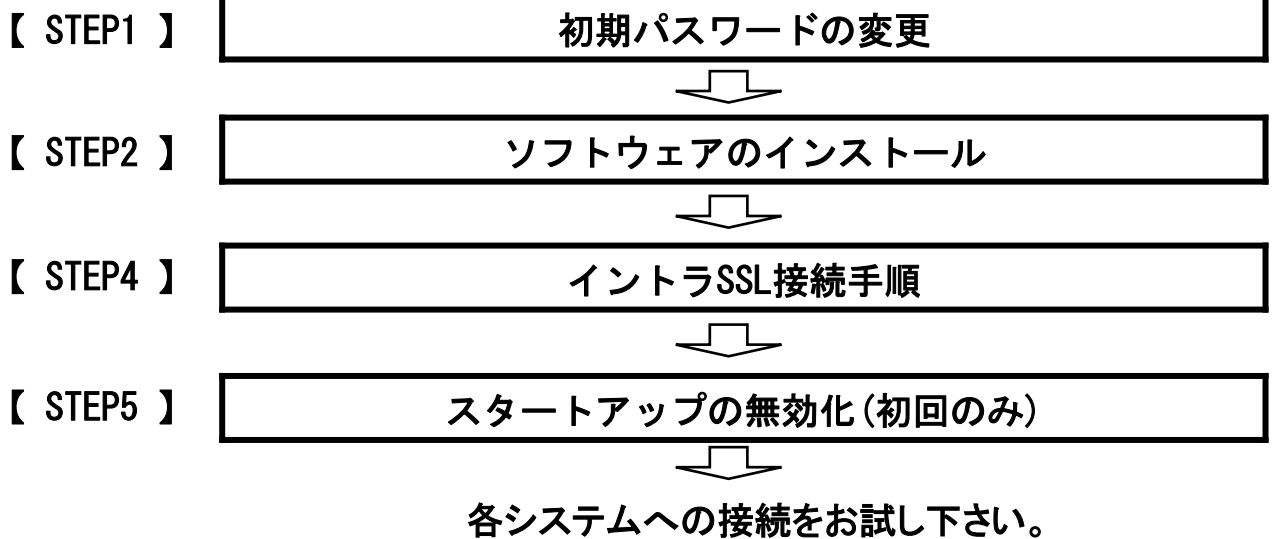 【 STEP1 】 初期パスワードの変更
【 STEP2 】 ソフトウェアのインストール
【 STEP4 】 イントラSSL接続手順
【 STEP5 】 スタートアップの無効化(初回のみ)
各システムへの接続をお試し下さい。